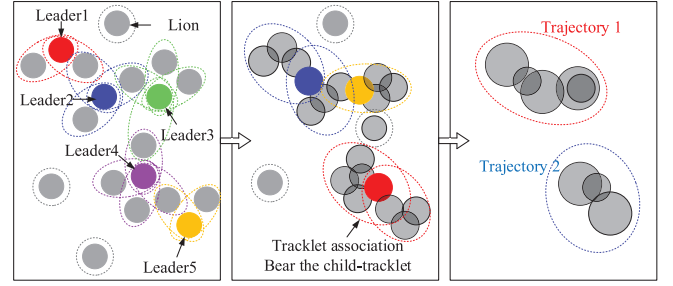 Leader1
Lion
Leader2
Leader3
Leader4
Leader5
Tracklet association
Bear the child-tracklet
Trajectory 1
Trajectory 2